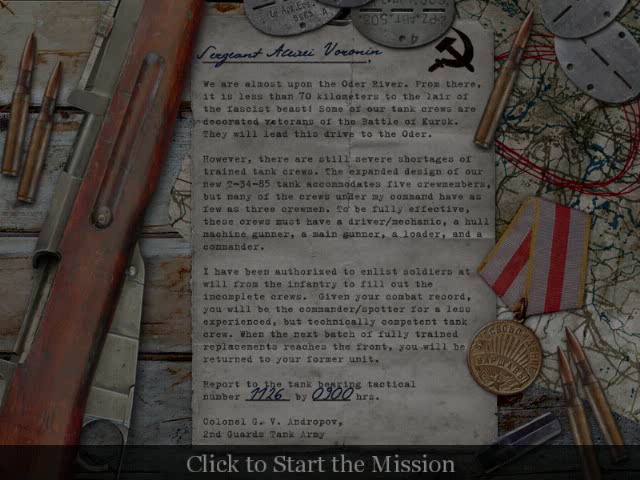 Sergeant Alexei Voronin,
We are almost upon the Oder River. From there,
it is less than 70 kilometers to the lair of
the fascist beast! Some of our tank crews are
decorated veterans of the Battle of Kursk.
They will lead this drive to the Oder.
However, there are still severe shortages of
trained tank crews. The expanded design of our
new T-34-85 tank accommodates five crewmembers,
but many of the crews under my command have as
few as three crewmen. To be fully effective,
these crews must have a driver/mechanic, a hull
machine gunner, a main gunner, a loader, and a
commander.
I have been authorized to enlist soldiers at
will from the infantry to fill out the
incomplete crews. Given your combat record,
you will be the commander/spotter for a less
experienced, but technically competent tank
crew. When the next batch of fully trained
replacements reaches the front, you will be
returned to your former unit.
Report to the tank bearing tactical
number 1126 by 0900 hrs.
Colonel G. V. Andropov,
2nd Guards Tank Army
Click to Start the Mission